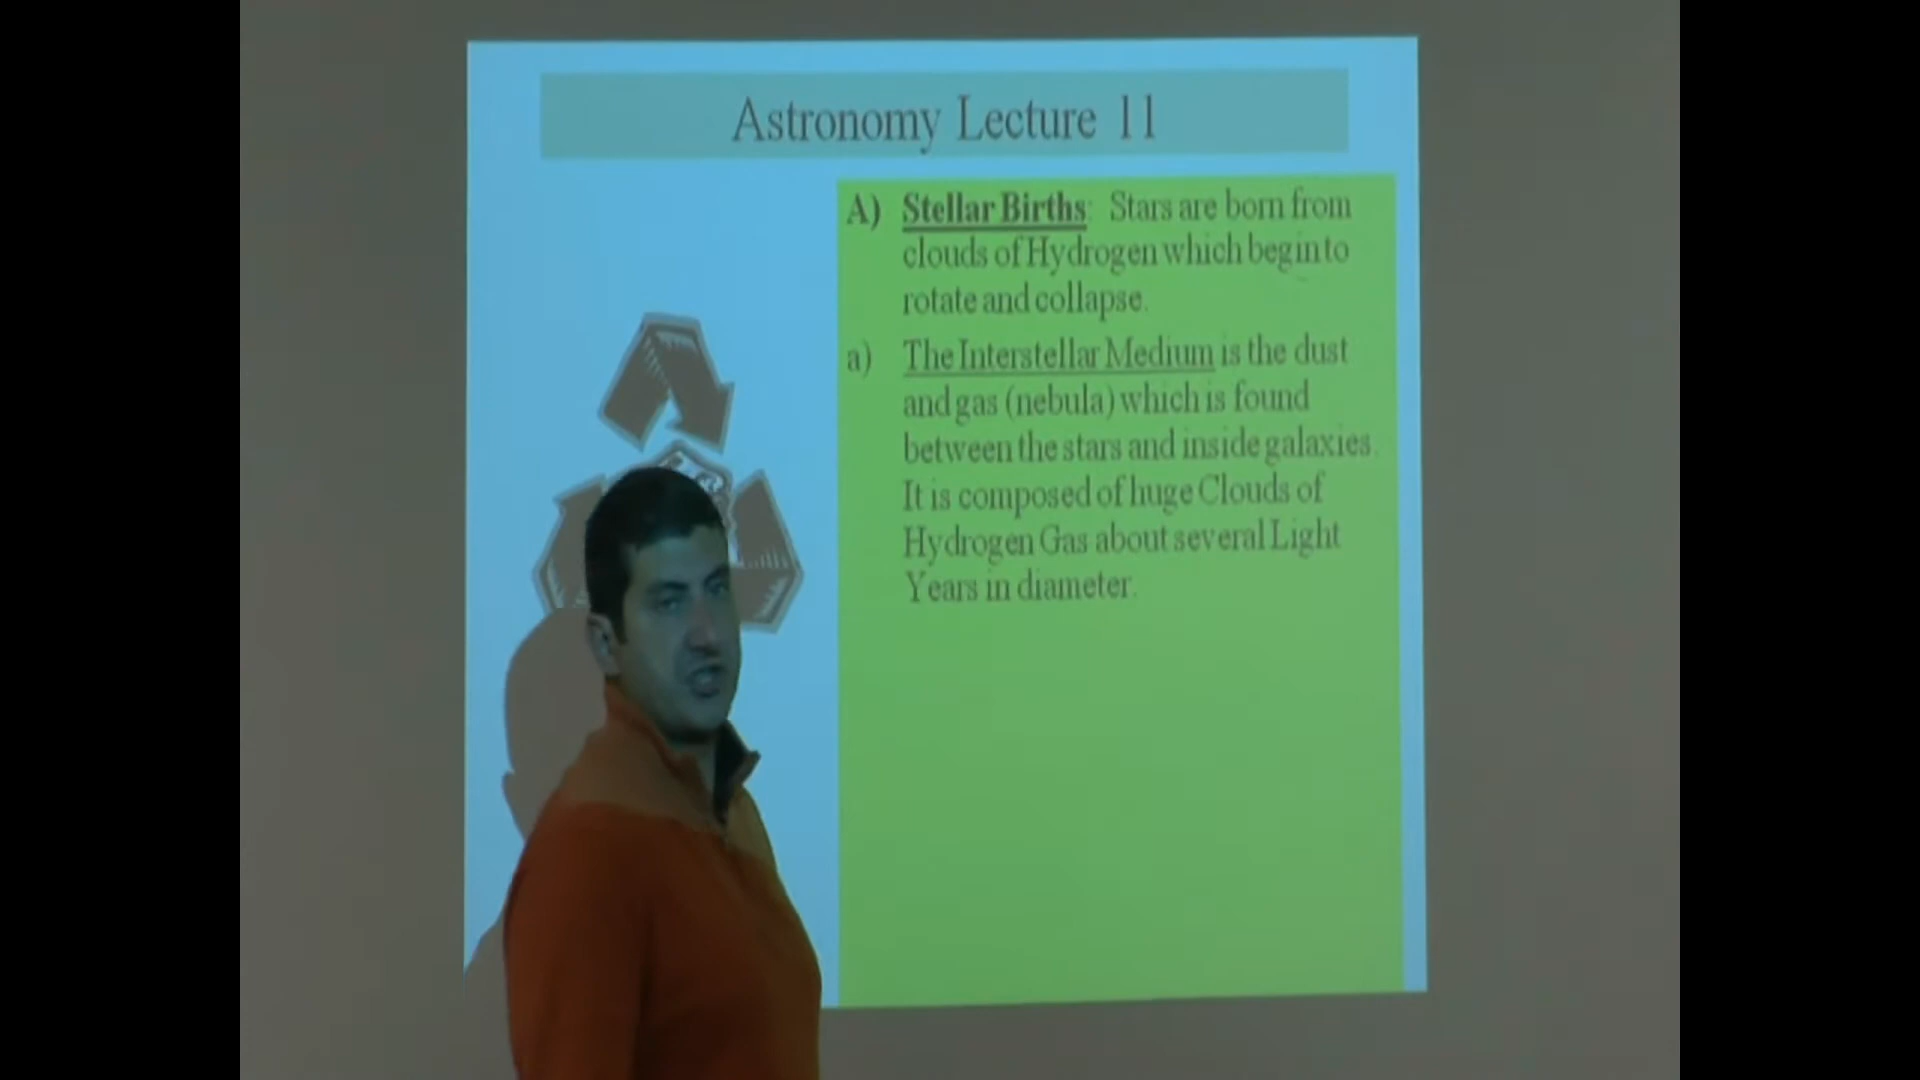 Astronomy Lecture 11
A) Stellar Births: Stars are born from
clouds of Hydrogen which begin to
rotate and collapse.
a) The Interstellar Medium is the dust
and gas (nebula) which is found
between the stars and inside galaxies.
It is composed of huge Clouds of
Hydrogen Gas about several Light
Years in diameter.